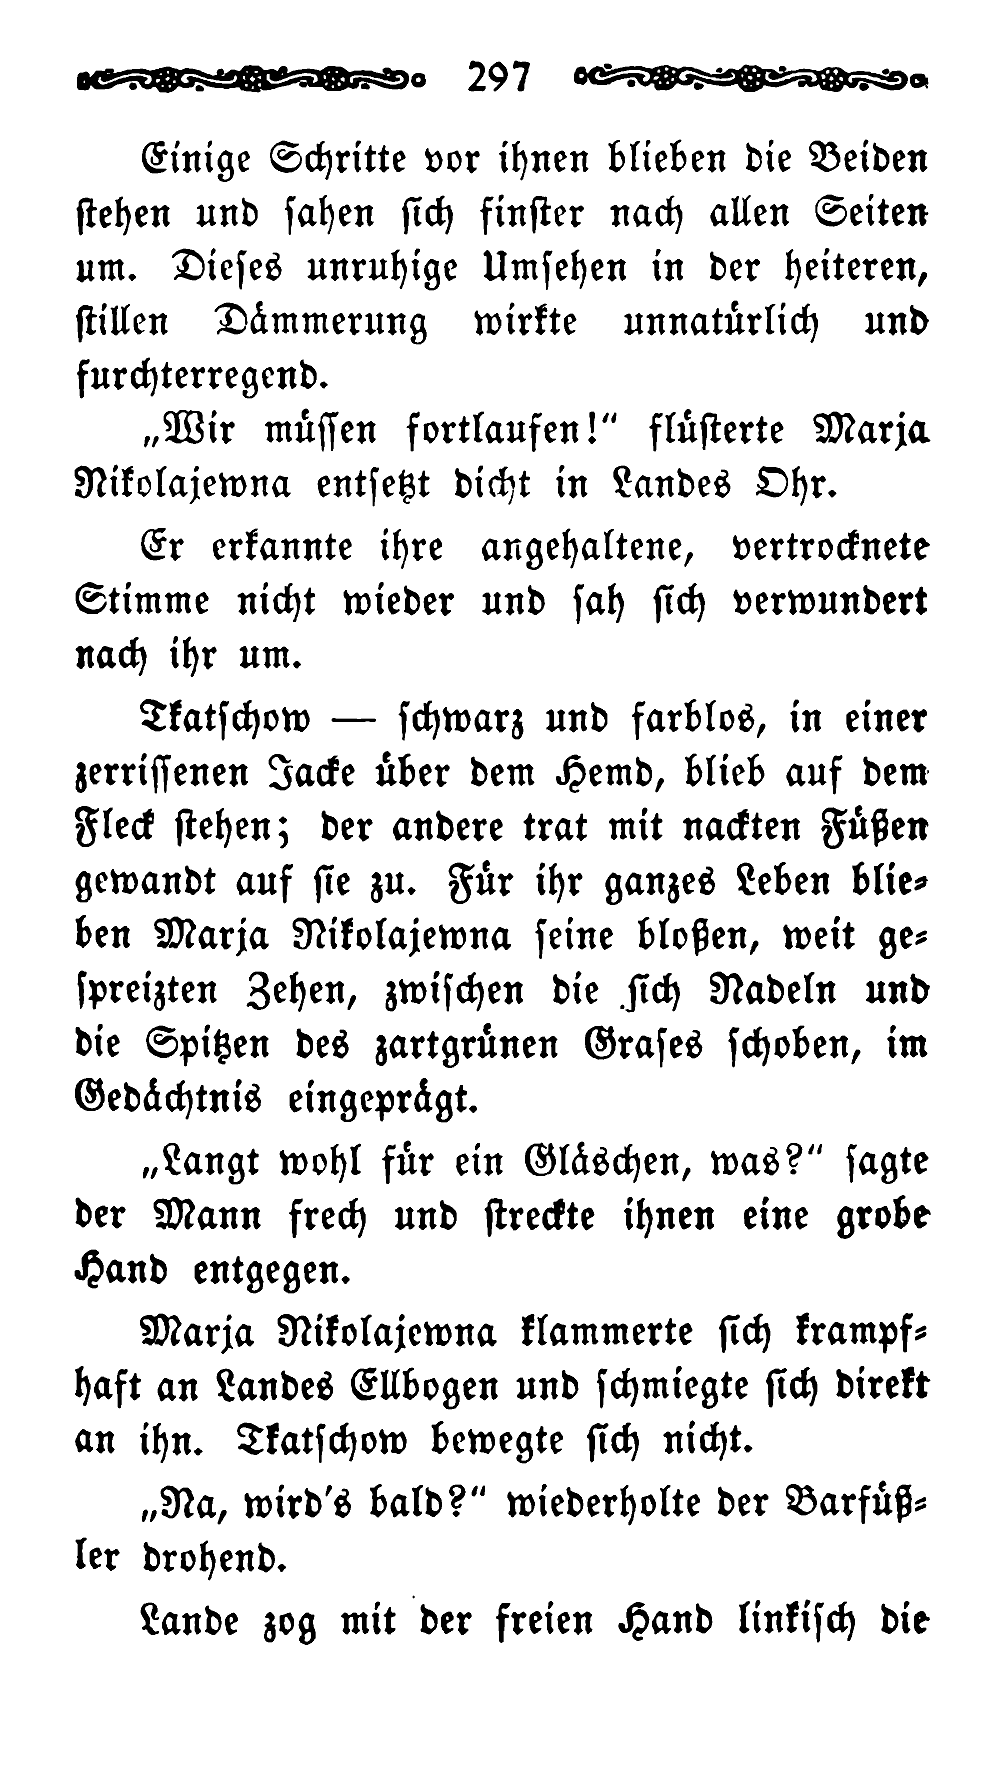 297
Einige Schritte vor ihnen blieben die Beiden
stehen und sahen sich finster nach allen Seiten
um. Dieses unruhige Umsehen in der heiteren,
stillen Dämmerung wirkte unnatürlich und
furchterregend.
„Wir müssen fortlaufen!“ flüsterte Marja
Nikolajewna entsetzt dicht in Landes Ohr.
Er erkannte ihre angehaltene, vertrocknete
Stimme nicht wieder und sah sich verwundert
nach ihr um.
Tkatschow — schwarz und farblos, in einer
zerrissenen Jacke über dem Hemd, blieb auf dem
Fleck stehen; der andere trat mit nackten Füßen
gewandt auf sie zu. Für ihr ganzes Leben blie-
ben Marja Nikolajewna seine bloßen, weit ge-
spreizten Zehen, zwischen die sich Nadeln und
die Spitzen des zartgrünen Grases schoben, im
Gedächtnis eingeprägt.
„Langt wohl für ein Gläschen, was?“ sagte
der Mann frech und streckte ihnen eine grobe
Hand entgegen.
Marja Nikolajewna klammerte sich krampf-
haft an Landes Ellbogen und schmiegte sich direkt
an ihn. Tkatschow bewegte sich nicht.
„Na, wird's bald?“ wiederholte der Barfüß-
ler drohend.
Lande zog mit der freien Hand linkisch die